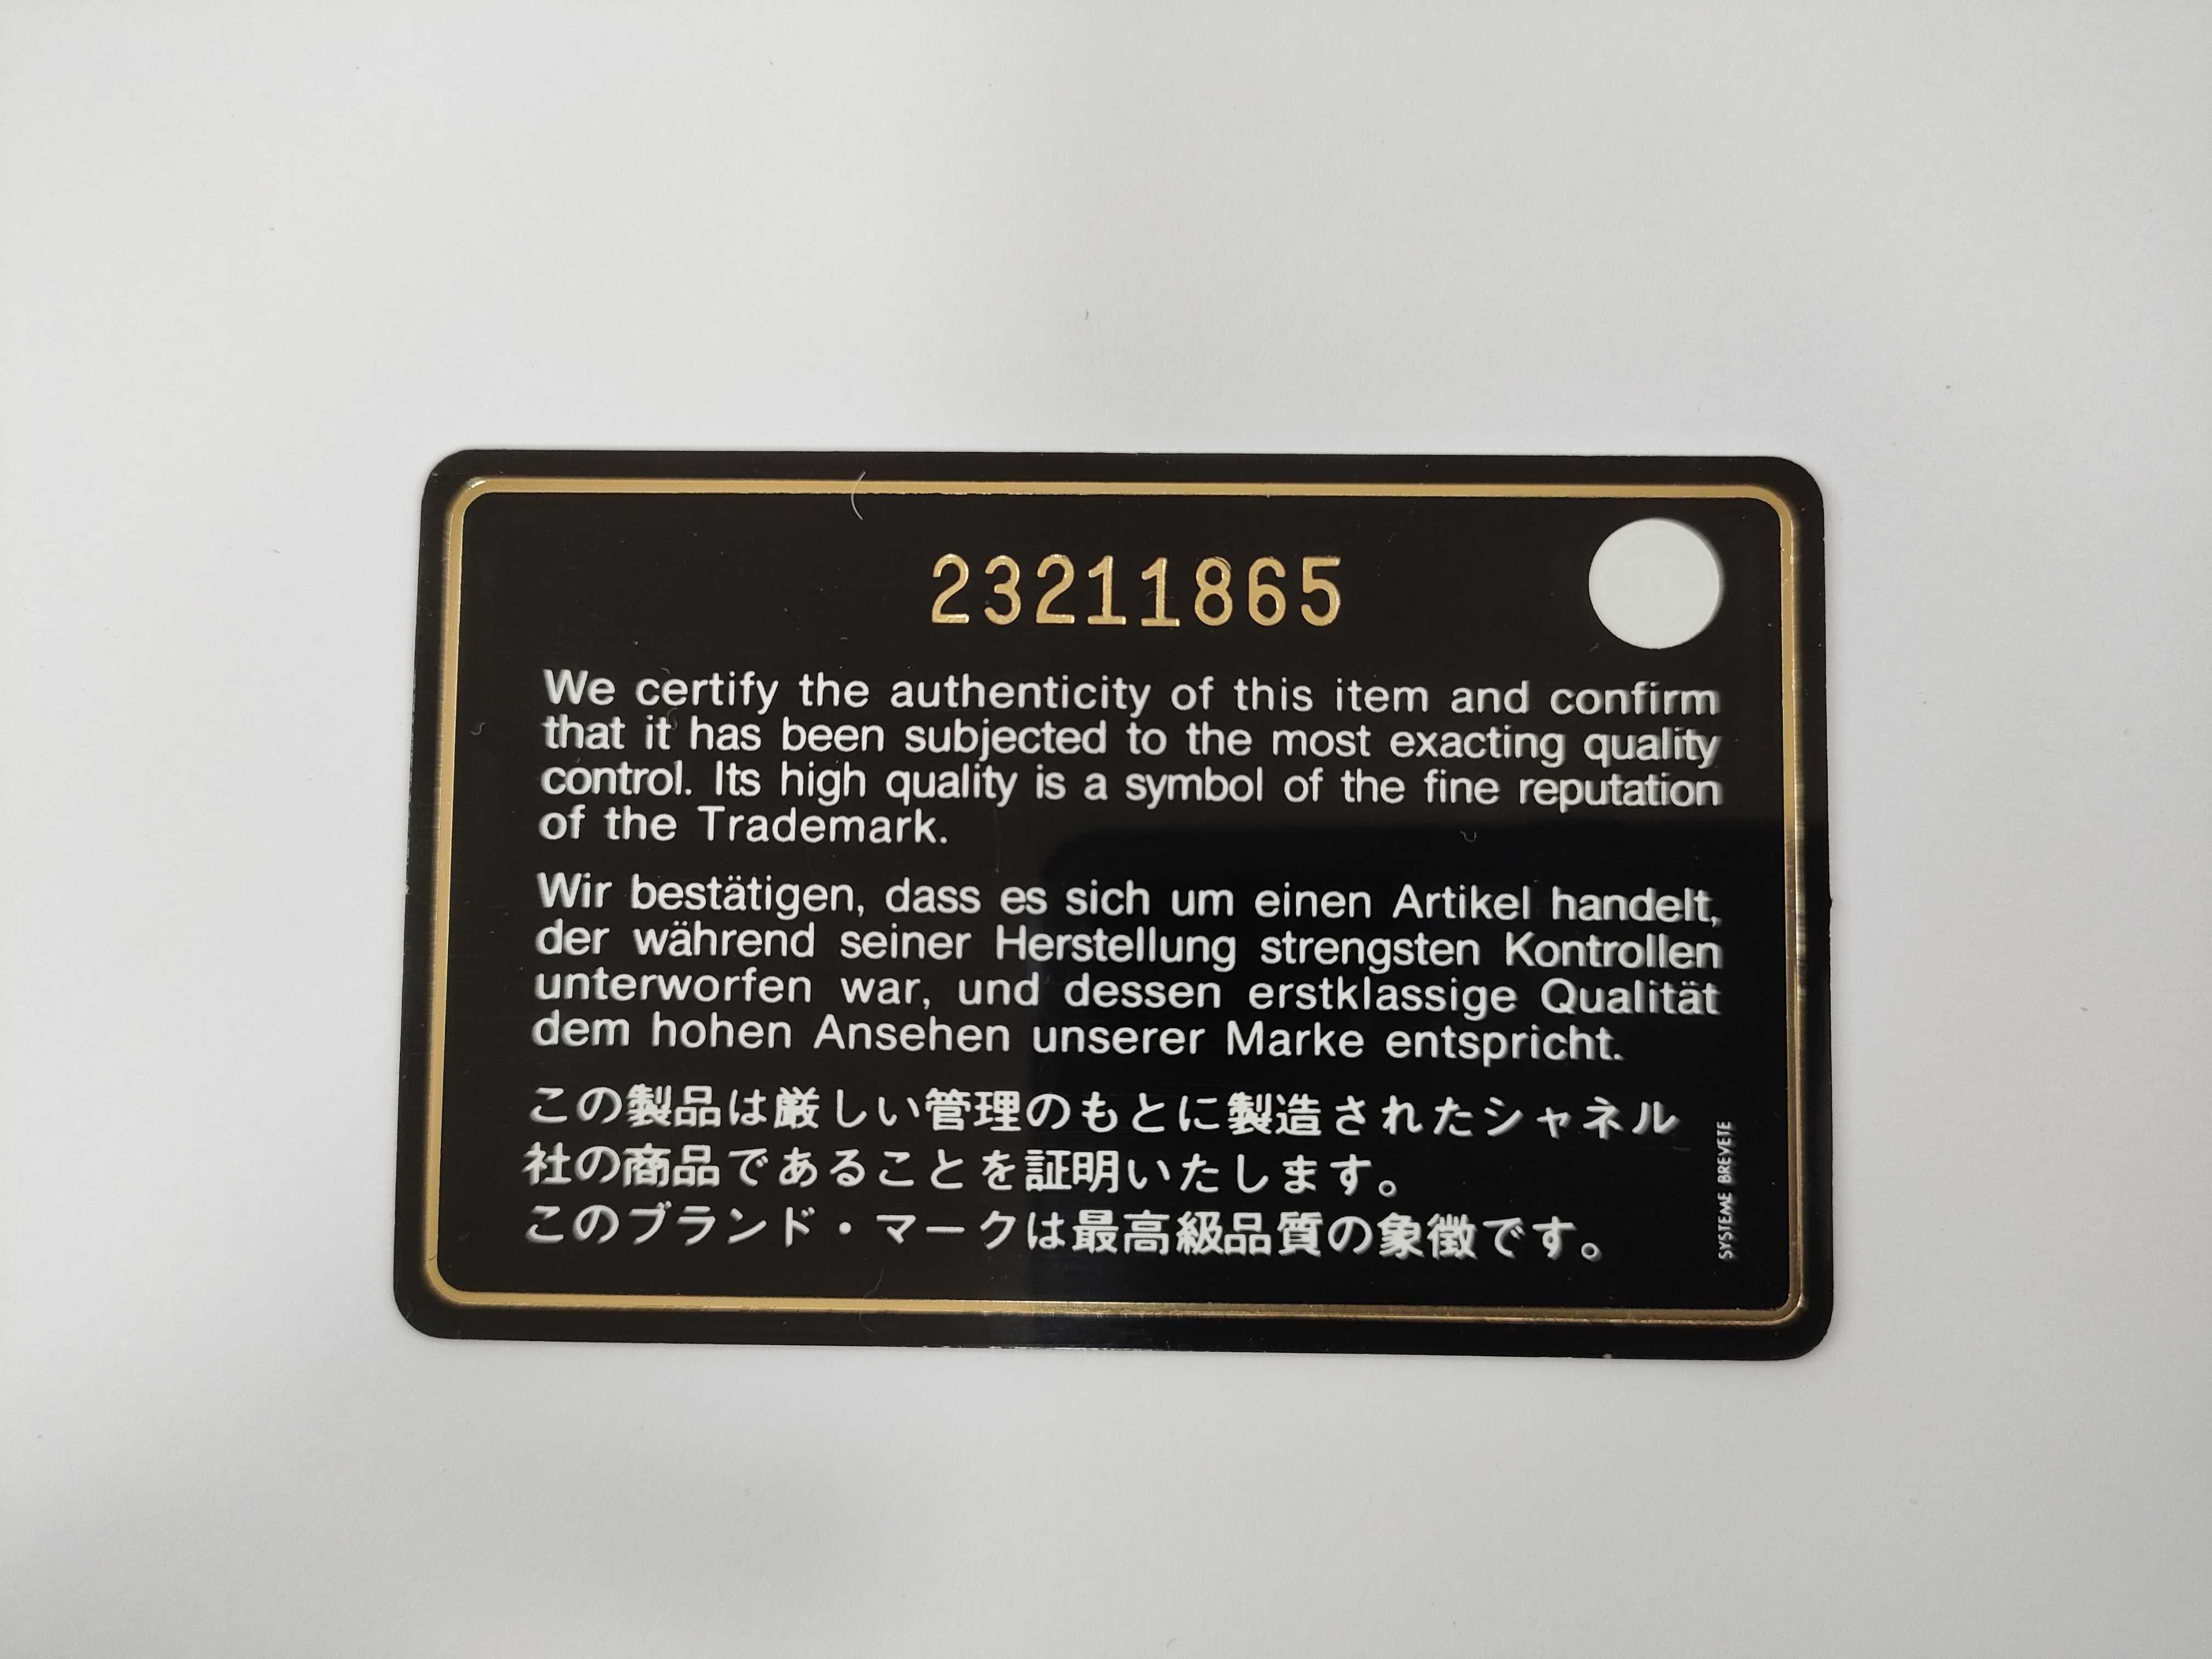 23211865
We certify the authenticity of this item and confirm
that it has been subjected to the most exacting quality
control. Its high quality is a symbol of the fine reputation
of the Trademark.
Wir bestätigen, dass es sich um einen Artikel handelt,
der während seiner Herstellung strengsten Kontrollen
unterworfen war, und dessen erstklassige Qualität
dem hohen Ansehen unserer Marke entspricht.
この製品は厳しい管理のもとに製造されたシャネル
社の商品であることを証明いたします。
このブランド・マークは最高級品質の象徴です。
SYSTEME BREVETE